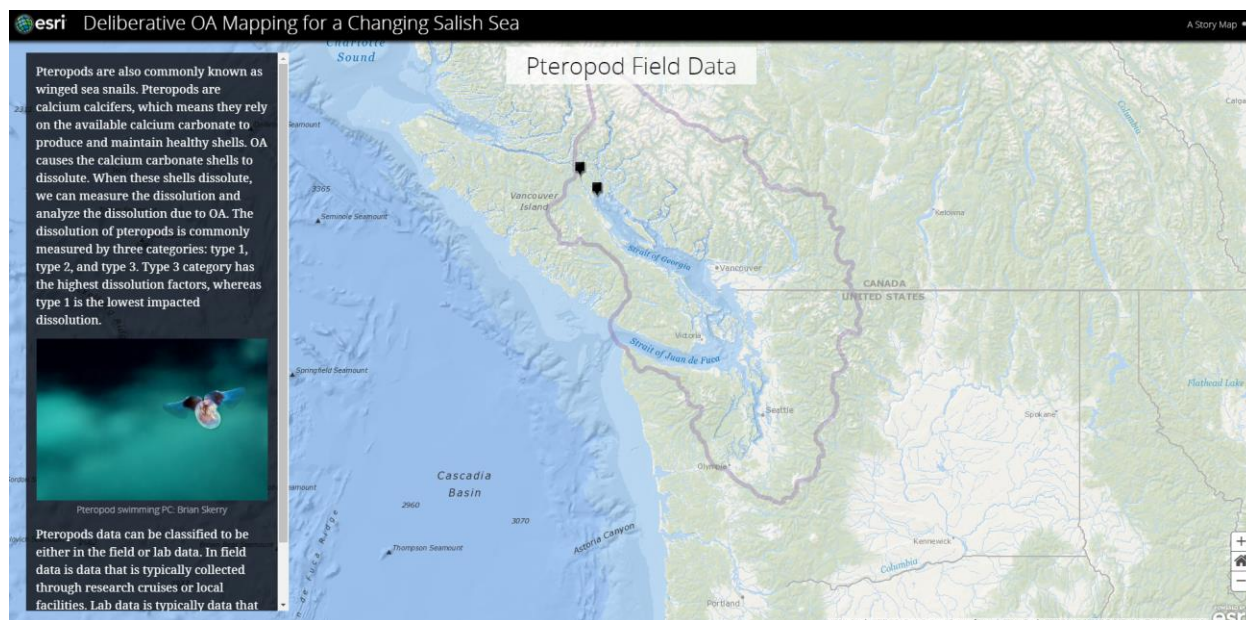 esri Deliberative OA Mapping for a Changing Salish Sea
A Story Map
Pteropod Field Data
Pteropods are also commonly known as
winged sea snails. Pteropods are
calcium calcifers, which means they rely
on the available calcium carbonate to
produce and maintain healthy shells. OA
causes the calcium carbonate shells to
dissolute. When these shells dissolute,
we can measure the dissolution and
analyze the dissolution due to OA. The
dissolution of pteropods is commonly
measured by three categories: type 1,
type 2, and type 3. Type 3 category has
the highest dissolution factors, whereas
type 1 is the lowest impacted
dissolution.
Pteropod swimming PC: Brian Skerry
Pteropods data can be classified to be
either in the field or lab data. In field
data is data that is typically collected
through research cruises or local
facilities. Lab data is typically data that
Charlotte
Sound
3365
Seminole Seamount
Vancouver
Island
Strait of Georgia
Vancouver
Kelowna
Columbia
CANADA
UNITED STATES
Victoria
Strait of Juan de Fuca
Springfield Seamount
Seattle
Spokane
Flathead Lake
Olympia
Cascadia
Basin
2960
3070
Astoria Canyon
Thompson Seamount
Kennewick
Columbia
Portland
+
−
esri